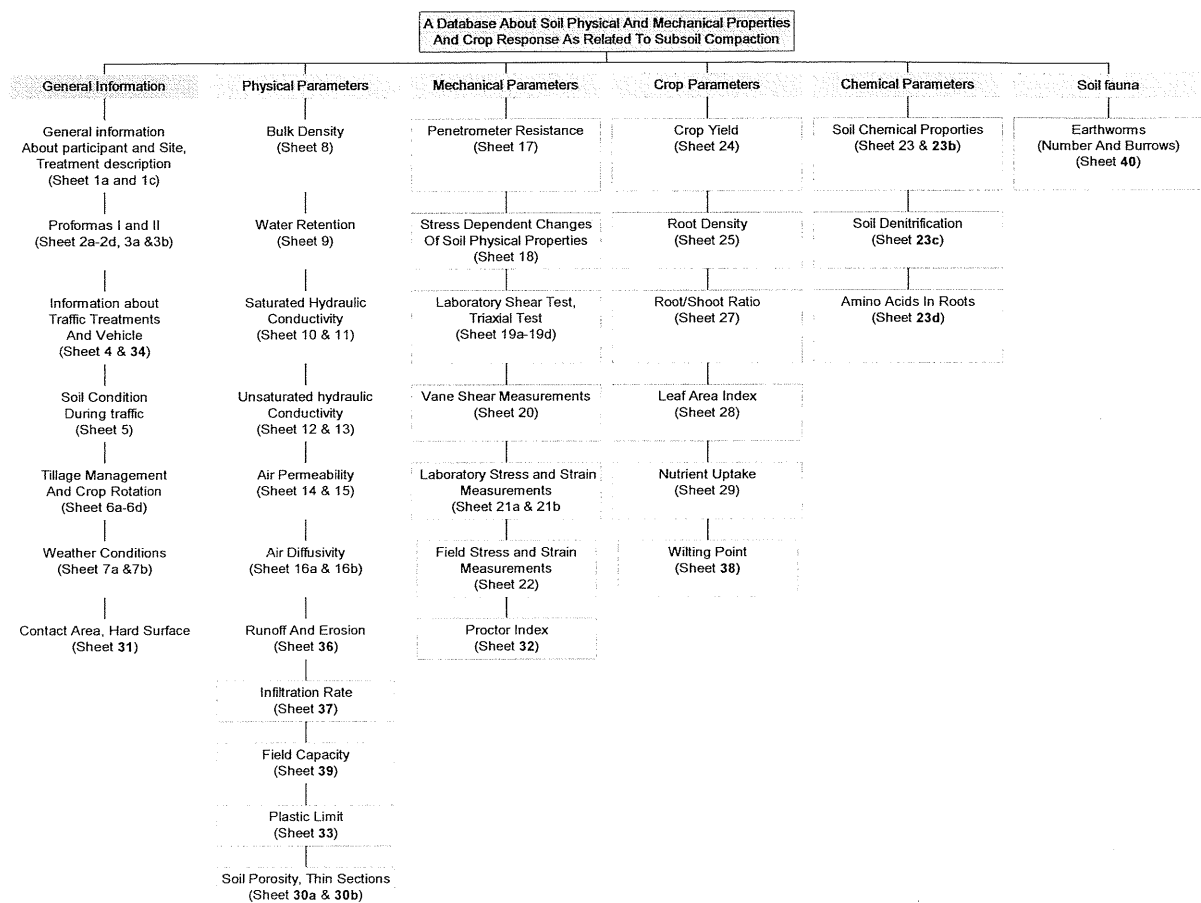 A Database About Soil Physical And Mechanical Properties
And Crop Response As Related To Subsoil Compaction
General Information
General information
About participant and Site,
Treatment description
(Sheet 1a and 1c)
Proformas I and II
(Sheet 2a-2d, 3a &3b)
Information about
Traffic Treatments
And Vehicle
(Sheet 4 & 34)
Soil Condition
During traffic
(Sheet 5)
Tillage Management
And Crop Rotation
(Sheet 6a-6d)
Weather Conditions
(Sheet 7a &7b)
Contact Area, Hard Surface
(Sheet 31)
Physical Parameters
Bulk Density
(Sheet 8)
Water Retention
(Sheet 9)
Saturated Hydraulic
Conductivity
(Sheet 10 & 11)
Unsaturated hydraulic
Conductivity
(Sheet 12 & 13)
Air Permeability
(Sheet 14 & 15)
Air Diffusivity
(Sheet 16a & 16b)
Runoff And Erosion
(Sheet 36)
Infiltration Rate
(Sheet 37)
Field Capacity
(Sheet 39)
Plastic Limit
(Sheet 33)
Soil Porosity, Thin Sections
(Sheet 30a & 30b)
Mechanical Parameters
Penetrometer Resistance
(Sheet 17)
Stress Dependent Changes
Of Soil Physical Properties
(Sheet 18)
Laboratory Shear Test,
Triaxial Test
(Sheet 19a-19d)
Vane Shear Measurements
(Sheet 20)
Laboratory Stress and Strain
Measurements
(Sheet 21a & 21b
Field Stress and Strain
Measurements
(Sheet 22)
Proctor Index
(Sheet 32)
Crop Parameters
Crop Yield
(Sheet 24)
Root Density
(Sheet 25)
Root/Shoot Ratio
(Sheet 27)
Leaf Area Index
(Sheet 28)
Nutrient Uptake
(Sheet 29)
Wilting Point
(Sheet 38)
Chemical Parameters
Soil Chemical Proporties
(Sheet 23 & 23b)
Soil Denitrification
(Sheet 23c)
Amino Acids In Roots
(Sheet 23d)
Soil fauna
Earthworms
(Number And Burrows)
(Sheet 40)